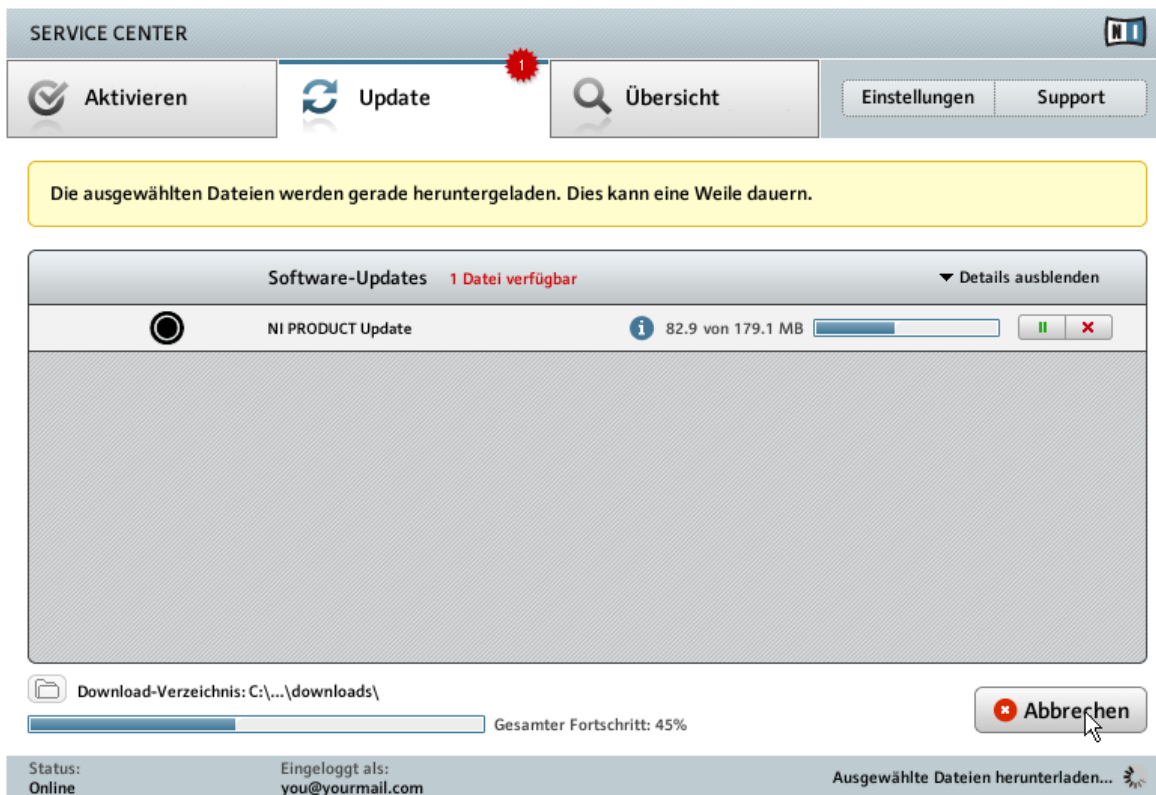 SERVICE CENTER
NI
1
Aktivieren
Update
Übersicht
Einstellungen
Support
Die ausgewählten Dateien werden gerade heruntergeladen. Dies kann eine Weile dauern.
Software-Updates 1 Datei verfügbar
Details ausblenden
NI PRODUCT Update
i 82.9 von 179.1 MB
Download-Verzeichnis: C:\...\downloads\
Gesamter Fortschritt: 45%
Abbrechen
Status:
Online
Eingeloggt als:
you@yourmail.com
Ausgewählte Dateien herunterladen...